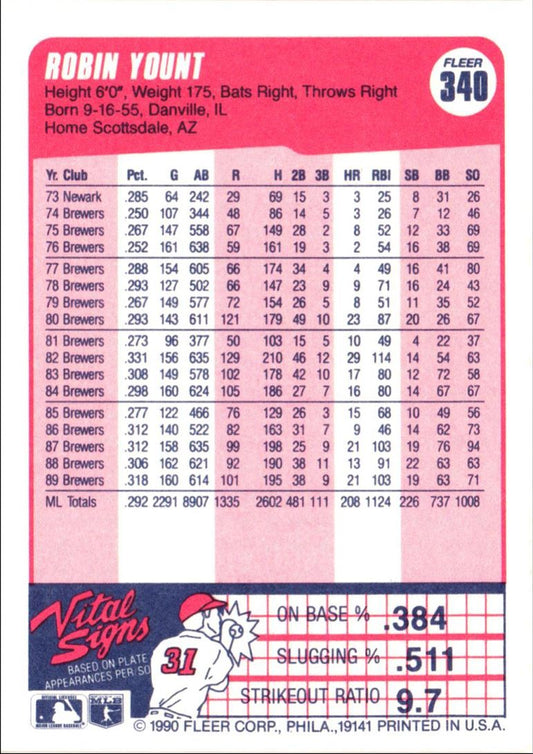 ROBIN YOUNT
FLEER
340
Height 6'0", Weight 175, Bats Right, Throws Right
Born 9-16-55, Danville, IL
Home Scottsdale, AZ
Yr. Club Pct. G AB R H 2B 3B HR RBI SB BB SO
73 Newark .285 64 242 29 69 15 3 3 25 8 31 26
74 Brewers .250 107 344 48 86 14 5 3 26 7 12 46
75 Brewers .267 147 558 67 149 28 2 8 52 12 33 69
76 Brewers .252 161 638 59 161 19 3 2 54 16 38 69
77 Brewers .288 154 605 66 174 34 4 4 49 16 41 80
78 Brewers .293 127 502 66 147 23 9 9 71 16 24 43
79 Brewers .267 149 577 72 154 26 5 8 51 11 35 52
80 Brewers .293 143 611 121 179 49 10 23 87 20 26 67
81 Brewers .273 96 377 50 103 15 5 10 49 4 22 37
82 Brewers .331 156 635 129 210 46 12 29 114 14 54 63
83 Brewers .308 149 578 102 178 42 10 17 80 12 72 58
84 Brewers .298 160 624 105 186 27 7 16 80 14 67 67
85 Brewers .277 122 466 76 129 26 3 15 68 10 49 56
86 Brewers .312 140 522 82 163 31 7 9 46 14 62 73
87 Brewers .312 158 635 99 198 25 9 21 103 19 76 94
88 Brewers .306 162 621 92 190 38 11 13 91 22 63 63
89 Brewers .318 160 614 101 195 38 9 21 103 19 63 71
ML Totals .292 2291 8907 1335 2602 481 111 208 1124 226 737 1008
Vital
Signs
BASED ON PLATE
APPEARANCES PER/SO
31
ON BASE % .384
SLUGGING % .511
STRIKEOUT RATIO 9.7
© 1990 FLEER CORP., PHILA., 19141 PRINTED IN U.S.A.